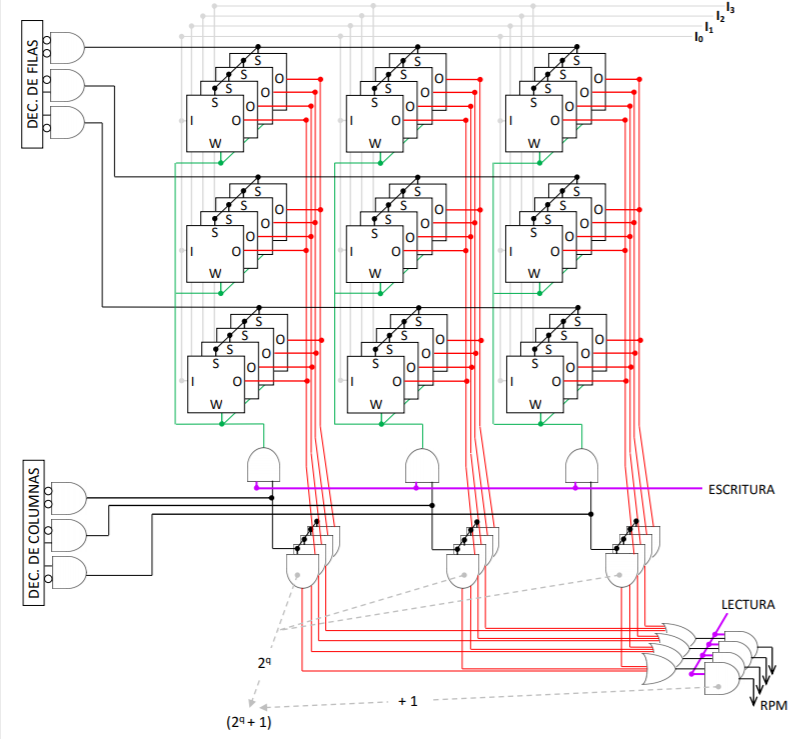 I3
I2
I1
I0
DEC. DE FILAS
S S S
S S S
S O S O S O
S O S O S O
O O O
I O I O I O
W W W
S S S
S S S
S O S O S O
S O S O S O
O O O
I O I O I O
W W W
S S S
S S S
S O S O S O
S O S O S O
O O O
I O I O I O
W W W
DEC. DE COLUMNAS
ESCRITURA
LECTURA
2q
+ 1
RPM
(2q + 1)